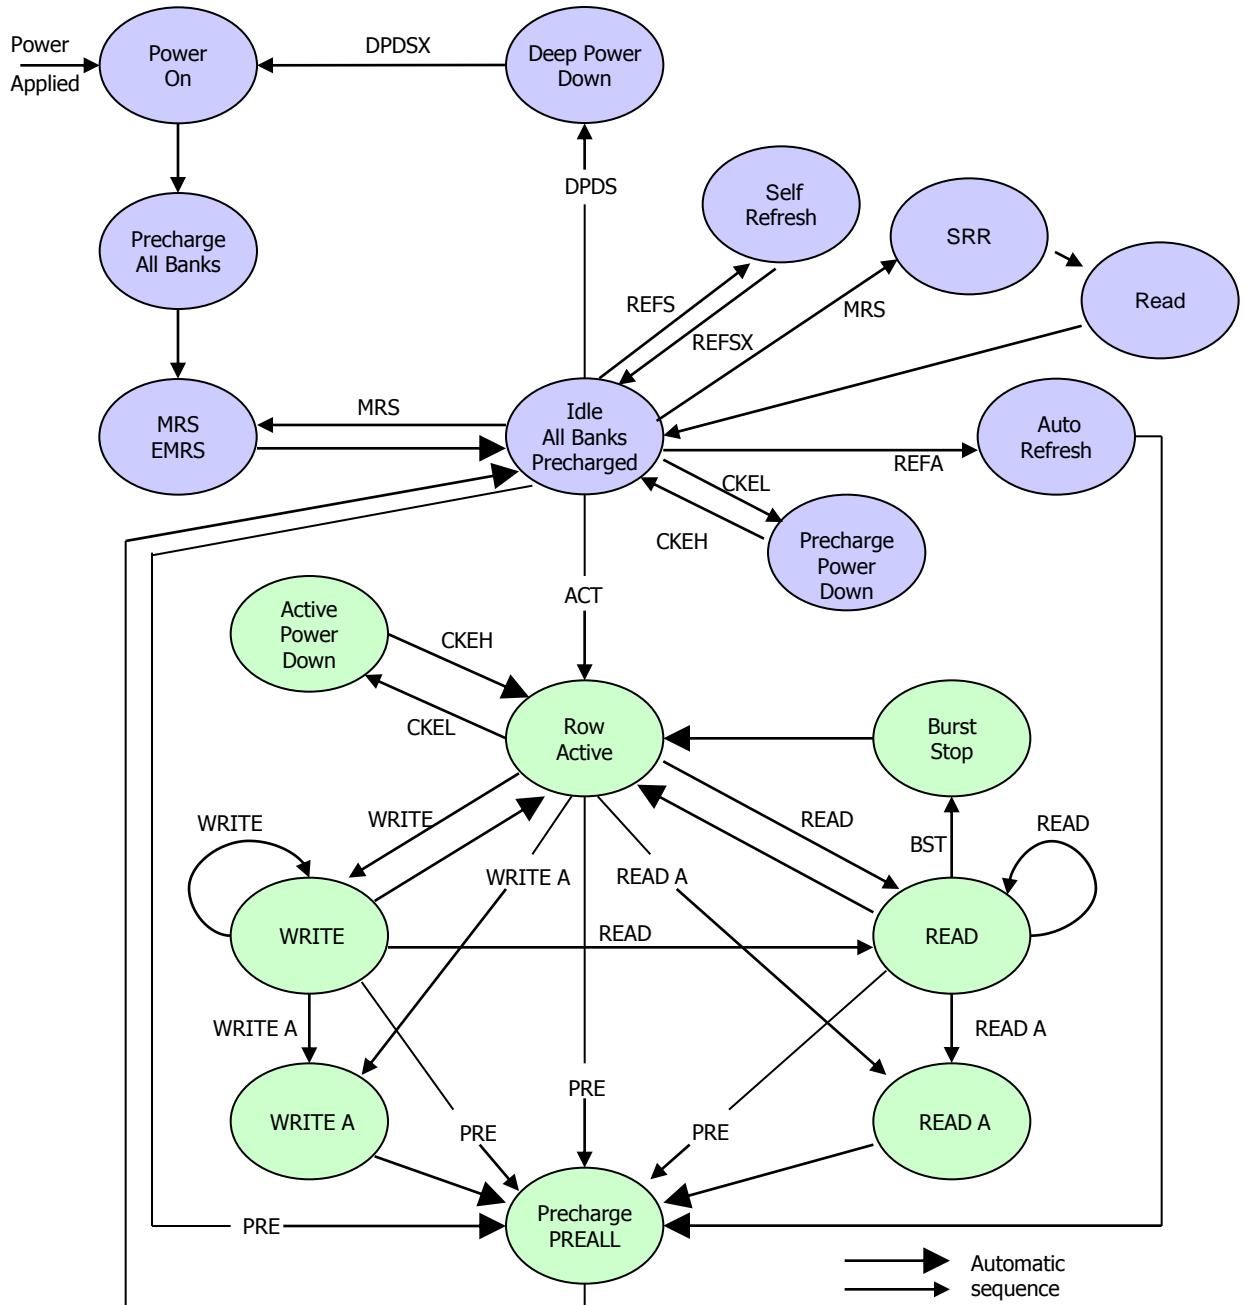 Power
Applied
Power
On
DPDSX
Deep Power
Down
DPDS
Self
Refresh
SRR
Read
Precharge
All Banks
REFS
REFSX
MRS
MRS
EMRS
MRS
Idle
All Banks
Precharged
Auto
Refresh
REFA
CKEL
CKEH
Precharge
Power
Down
ACT
Active
Power
Down
CKEH
CKEL
Row
Active
Burst
Stop
WRITE
WRITE
READ
BST
READ
WRITE A
READ A
WRITE
READ
READ
WRITE A
READ A
WRITE A
PRE
PRE
PRE
READ A
PRE
Precharge
PREALL
Automatic
sequence